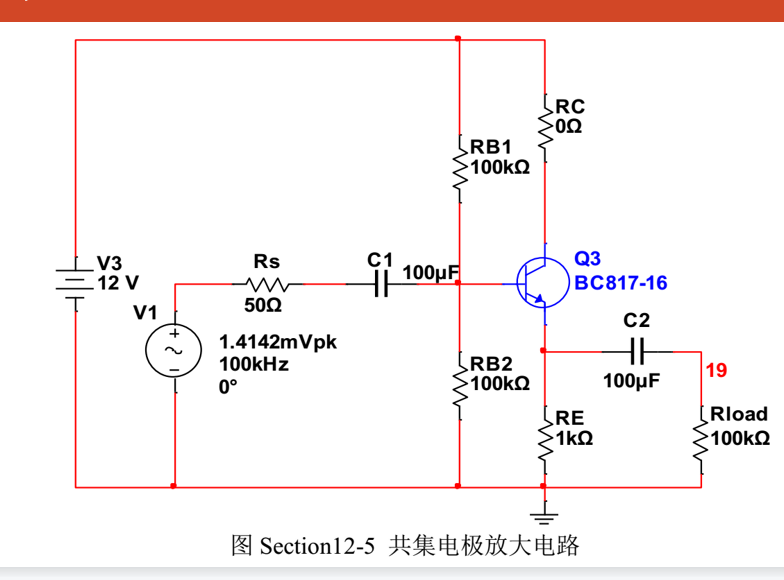 RC
0Ω
RB1
100kΩ
V3
12 V
Rs
50Ω
C1
100µF
Q3
BC817-16
V1
1.4142mVpk
100kHz
0°
C2
100µF
19
RB2
100kΩ
RE
1kΩ
Rload
100kΩ
图 Section12-5 共集电极放大电路